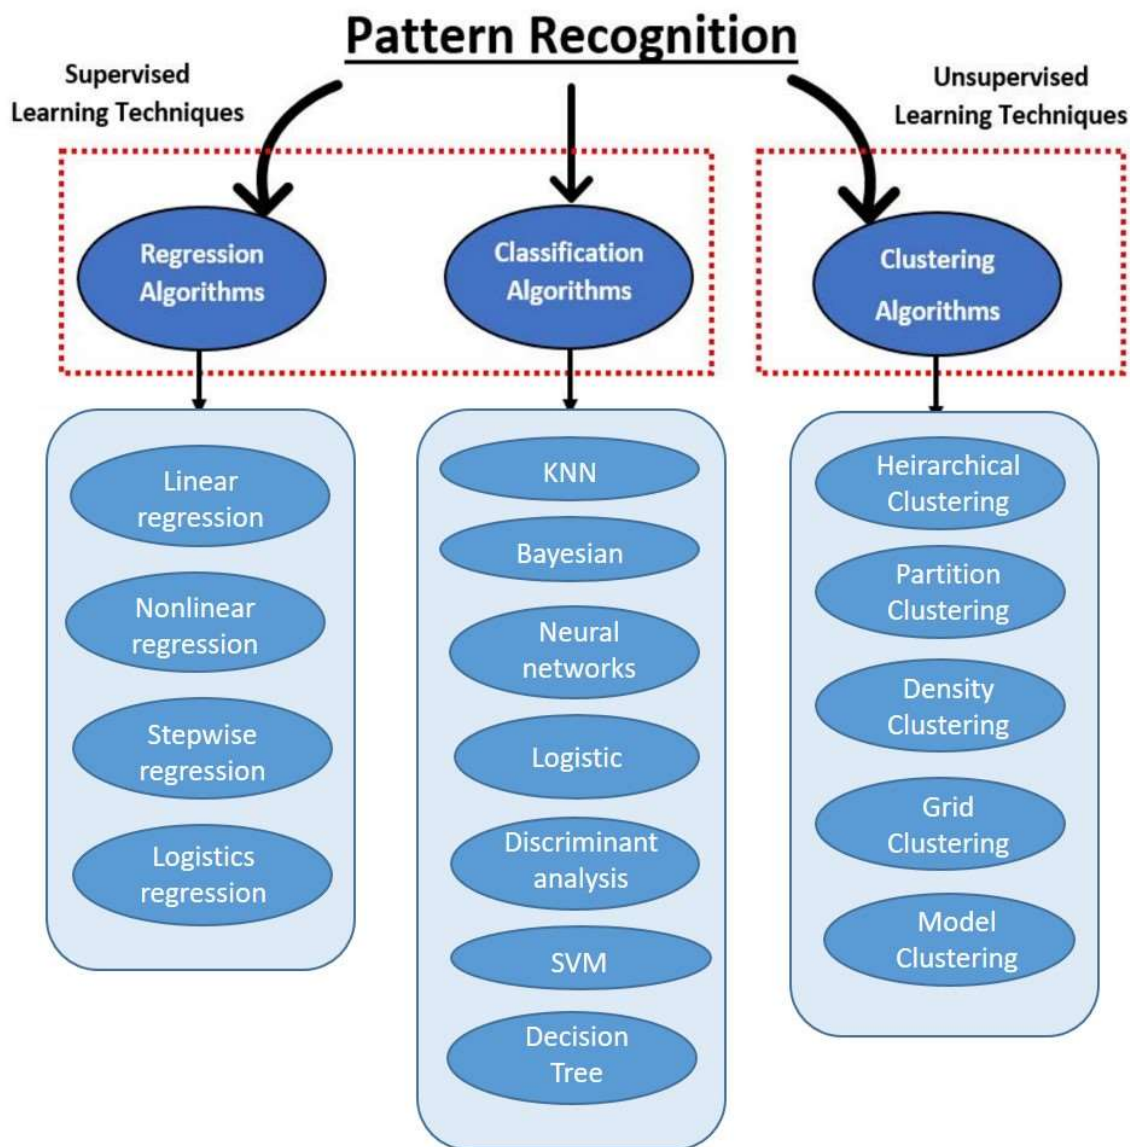 Pattern Recognition
Supervised
Learning Techniques
Unsupervised
Learning Techniques
Regression
Algorithms
Classification
Algorithms
Clustering
Algorithms
Linear
regression
Nonlinear
regression
Stepwise
regression
Logistics
regression
KNN
Bayesian
Neural
networks
Logistic
Discriminant
analysis
SVM
Decision
Tree
Heirarchical
Clustering
Partition
Clustering
Density
Clustering
Grid
Clustering
Model
Clustering